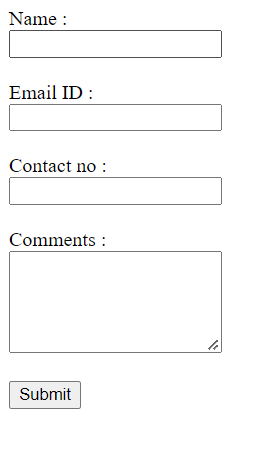 Name :
Email ID :
Contact no :
Comments :
Submit